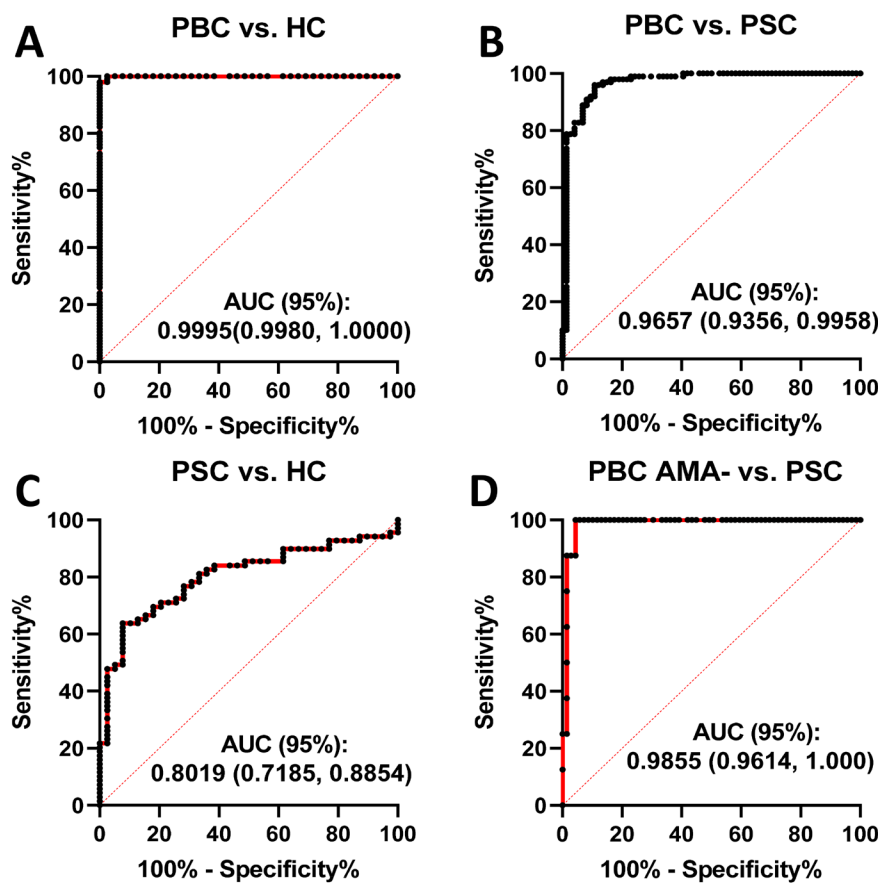 A
PBC vs. HC
100
80
60
40
20
0
Sensitivity%
0 20 40 60 80 100
100% - Specificity%
AUC (95%):
0.9995(0.9980, 1.0000)
B
PBC vs. PSC
100
80
60
40
20
0
Sensitivity%
0 20 40 60 80 100
100% - Specificity%
AUC (95%):
0.9657 (0.9356, 0.9958)
C
PSC vs. HC
100
80
60
40
20
0
Sensitivity%
0 20 40 60 80 100
100% - Specificity%
AUC (95%):
0.8019 (0.7185, 0.8854)
D
PBC AMA- vs. PSC
100
80
60
40
20
0
Sensitivity%
0 20 40 60 80 100
100% - Specificity%
AUC (95%):
0.9855 (0.9614, 1.000)